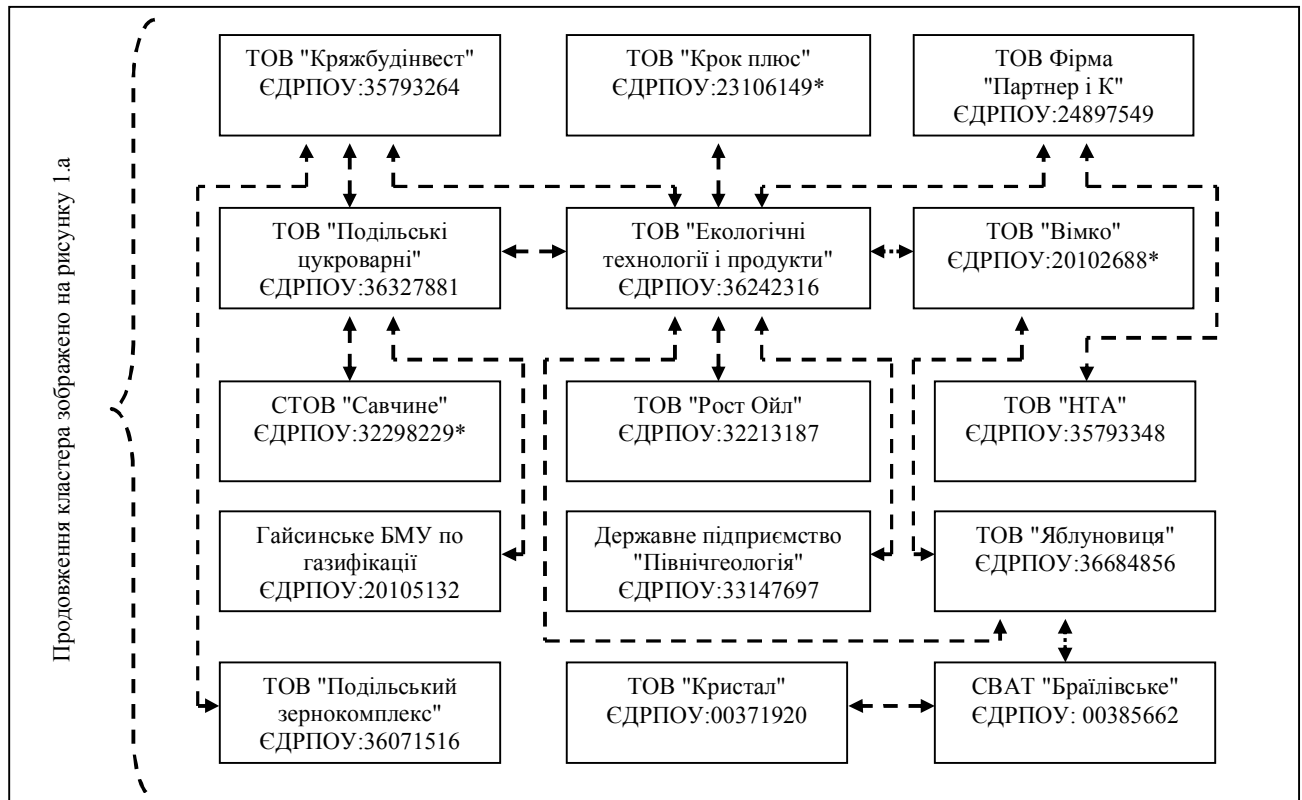 Продовження кластера зображено на рисунку 1.а
ТОВ "Кряжбудінвест"
ЄДРПОУ:35793264
ТОВ "Крок плюс"
ЄДРПОУ:23106149*
ТОВ Фірма
"Партнер і К"
ЄДРПОУ:24897549
ТОВ "Подільські
цукроварні"
ЄДРПОУ:36327881
ТОВ "Екологічні
технології і продукти"
ЄДРПОУ:36242316
ТОВ "Вімко"
ЄДРПОУ:20102688*
СТОВ "Савчине"
ЄДРПОУ:32298229*
ТОВ "Рост Ойл"
ЄДРПОУ:32213187
ТОВ "НТА"
ЄДРПОУ:35793348
Гайсинське БМУ по
газифікації
ЄДРПОУ:20105132
Державне підприємство
"Північгеологія"
ЄДРПОУ:33147697
ТОВ "Яблуновиця"
ЄДРПОУ:36684856
ТОВ "Подільський
зернокомплекс"
ЄДРПОУ:36071516
ТОВ "Кристал"
ЄДРПОУ:00371920
СВАТ "Браїлівське"
ЄДРПОУ: 00385662